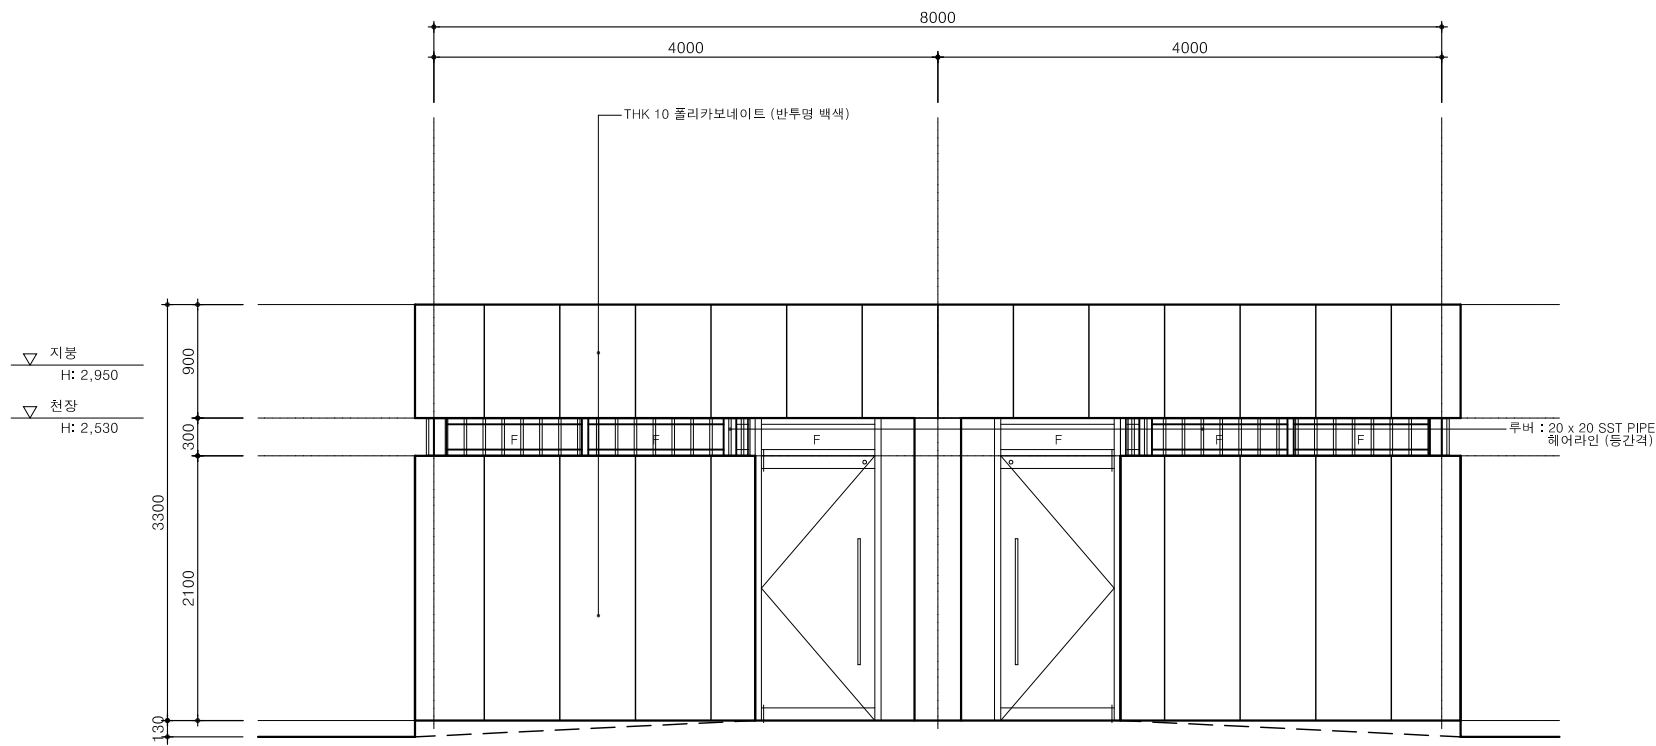 8000
4000
4000
THK 10 폴리카보네이트 (반투명 백색)
지붕
H: 2,950
900
천장
H: 2,530
300
F
F
F
F
F
F
루버 : 20 x 20 SST PIPE
헤어라인 (등간격)
3300
2100
130